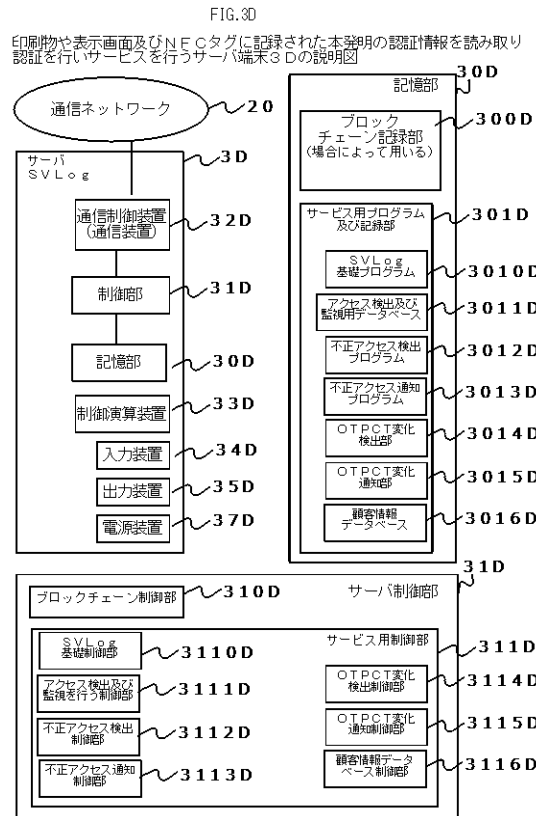 FIG.3D
印刷物や表示画面及びNFCタグに記録された本発明の認証情報を読み取り
認証を行いサービスを行うサーバ端末3Dの説明図
通信ネットワーク
20
サーバ
SVLog
3D
通信制御装置
(通信装置)
32D
制御部
31D
記憶部
30D
制御演算装置
33D
入力装置
34D
出力装置
35D
電源装置
37D
記憶部
30D
ブロック
チェーン記録部
(場合によって用いる)
300D
サービス用プログラム
及び記録部
301D
SVLog
基礎プログラム
3010D
アクセス検出及び
監視用データベース
3011D
不正アクセス検出
プログラム
3012D
不正アクセス通知
プログラム
3013D
OTPCT変化
検出部
3014D
OTPCT変化
通知部
3015D
顧客情報
データベース
3016D
サーバ制御部
31D
ブロックチェーン制御部
310D
サービス用制御部
311D
SVLog
基礎制御部
3110D
アクセス検出及び
監視を行う制御部
3111D
不正アクセス検出
制御部
3112D
不正アクセス通知
制御部
3113D
OTPCT変化
検出制御部
3114D
OTPCT変化
通知制御部
3115D
顧客情報データ
ベース制御部
3116D